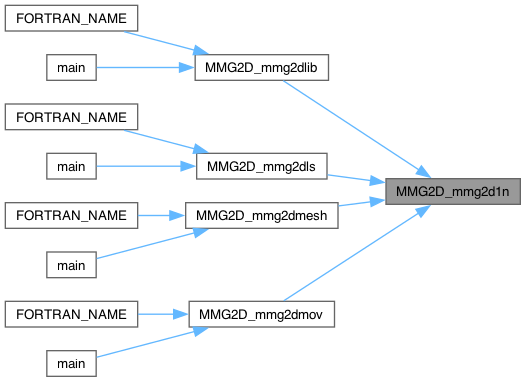 FORTRAN_NAME
main
MMG2D_mmg2dlib
FORTRAN_NAME
main
MMG2D_mmg2dls
MMG2D_mmg2d1n
FORTRAN_NAME
MMG2D_mmg2dmesh
main
FORTRAN_NAME
MMG2D_mmg2dmov
main